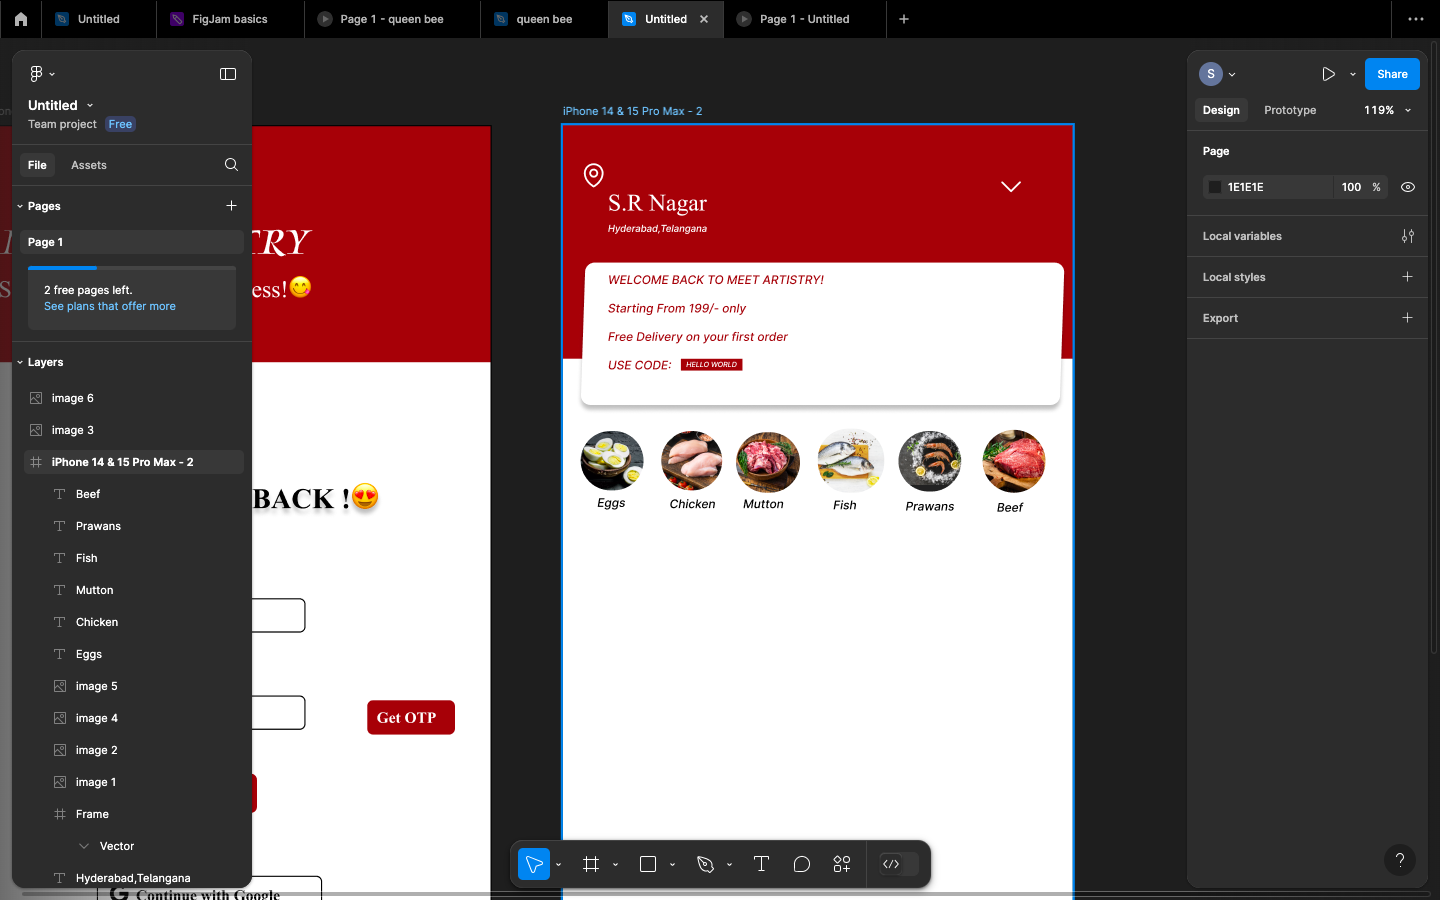 Untitled
FigJam basics
Page 1 - queen bee
queen bee
Untitled
Page 1 - Untitled
Untitled
Team project Free
File Assets
Pages
Page 1
2 free pages left.
See plans that offer more
Layers
image 6
image 3
iPhone 14 & 15 Pro Max - 2
Beef
Prawans
Fish
Mutton
Chicken
Eggs
image 5
image 4
image 2
image 1
Frame
Vector
Hyderabad,Telangana
ess!😋
BACK !😍
Get OTP
Continue with Google
iPhone 14 & 15 Pro Max - 2
S.R Nagar
Hyderabad,Telangana
WELCOME BACK TO MEET ARTISTRY!
Starting From 199/- only
Free Delivery on your first order
USE CODE: HELLO WORLD
Eggs Chicken Mutton Fish Prawans Beef
S
Share
Design Prototype 119%
Page
1E1E1E 100 %
Local variables
Local styles
Export
?